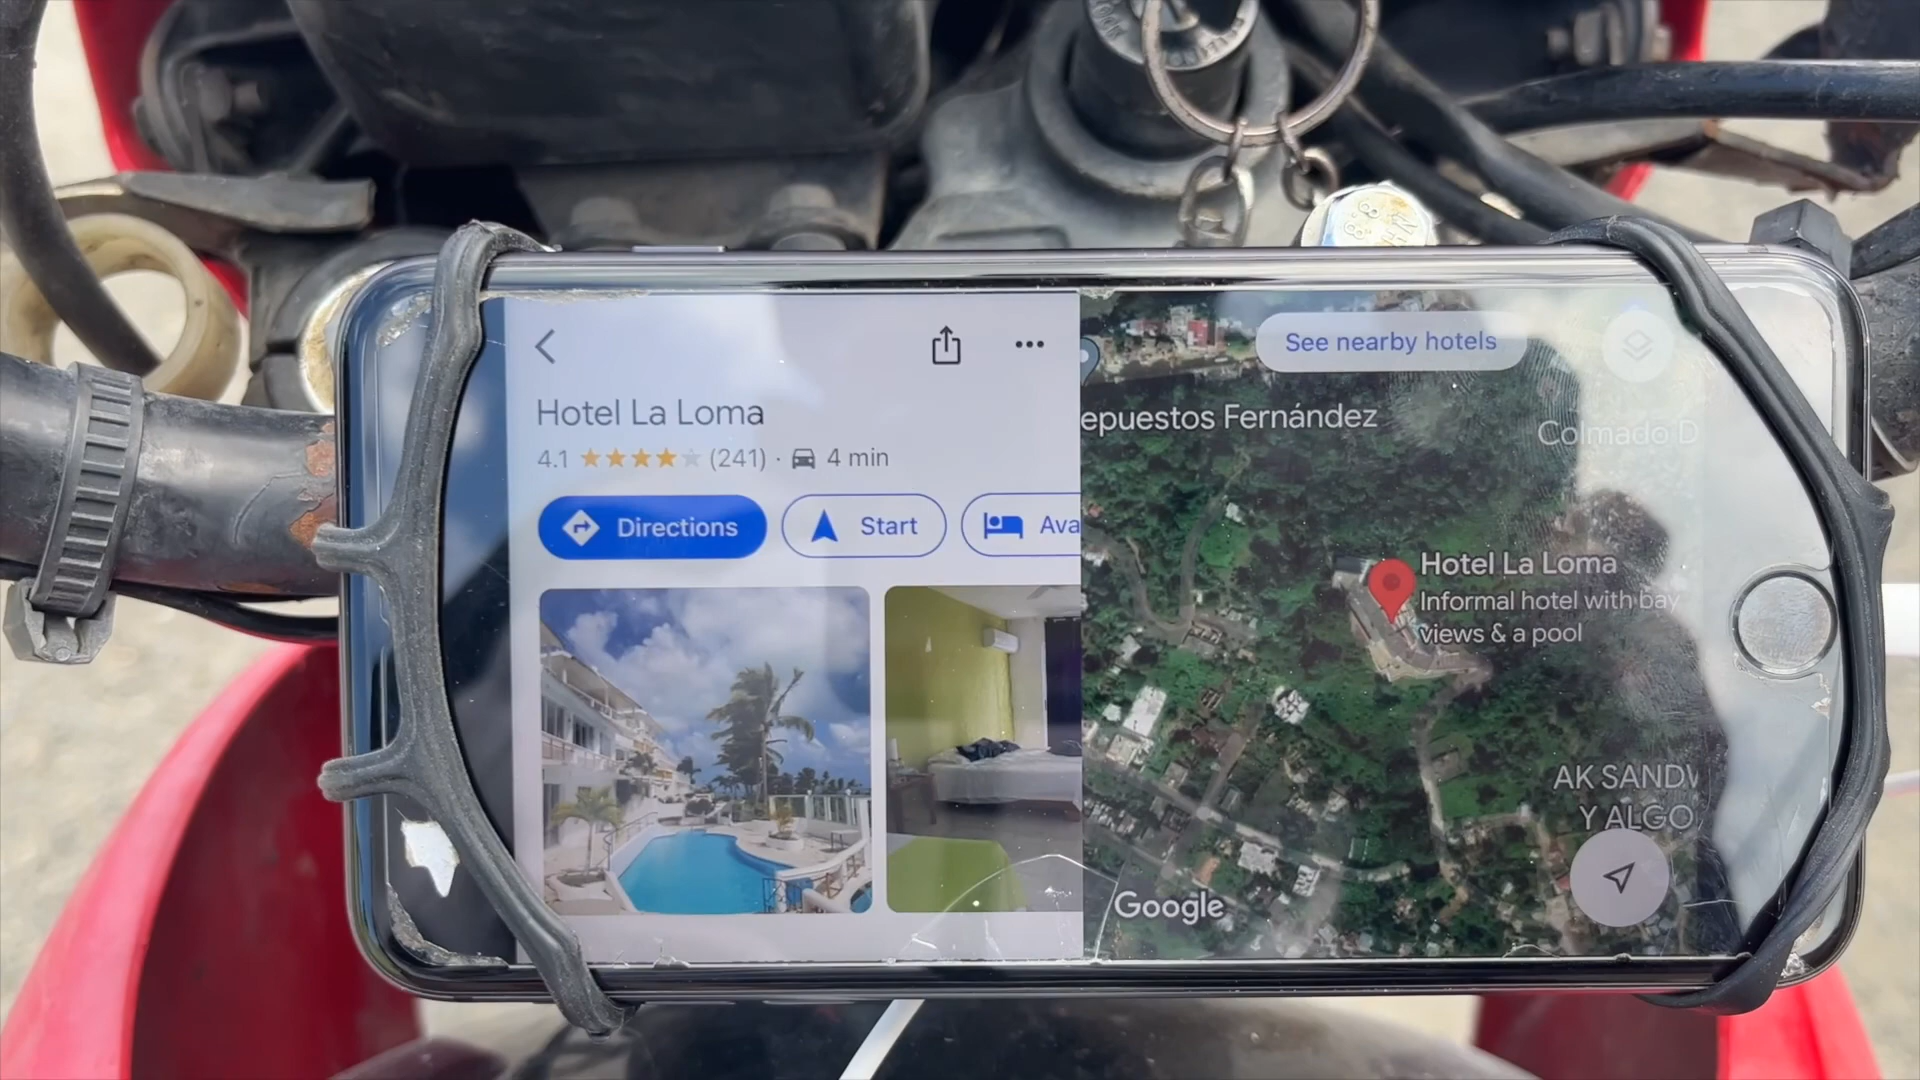 Hotel La Loma
4.1 ★★★★★ (241) · 4 min
Directions
Start
Ava
See nearby hotels
epuestos Fernández
Colmado D
Hotel La Loma
Informal hotel with bay
views & a pool
AK SANDV
Y ALGO
Google